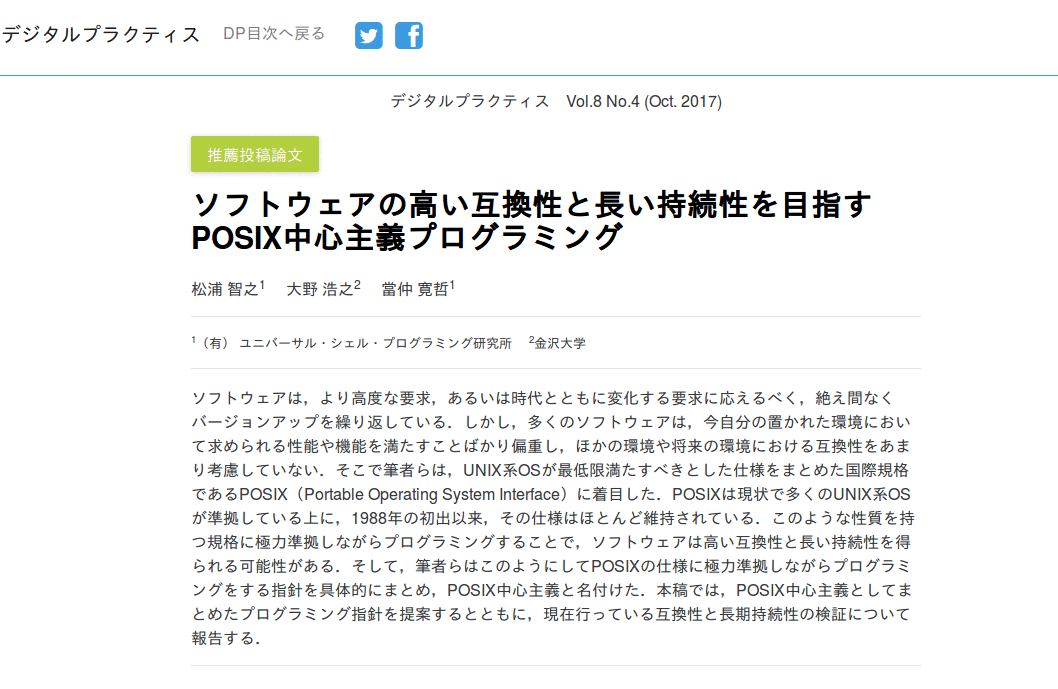 デジタルプラクティス DP目次へ戻る
デジタルプラクティス Vol.8 No.4 (Oct. 2017)
推薦投稿論文
ソフトウェアの高い互換性と長い持続性を目指す
POSIX中心主義プログラミング
松浦 智之1 大野 浩之2 當仲 寛哲1
1（有） ユニバーサル・シェル・プログラミング研究所 2金沢大学
ソフトウェアは，より高度な要求，あるいは時代とともに変化する要求に応えるべく，絶え間なく
バージョンアップを繰り返している．しかし，多くのソフトウェアは，今自分の置かれた環境におい
て求められる性能や機能を満たすことばかり偏重し，ほかの環境や将来の環境における互換性をあま
り考慮していない．そこで筆者らは，UNIX系OSが最低限満たすべきとした仕様をまとめた国際規格
であるPOSIX（Portable Operating System Interface）に着目した．POSIXは現状で多くのUNIX系OS
が準拠している上に，1988年の初出以来，その仕様はほとんど維持されている．このような性質を持
つ規格に極力準拠しながらプログラミングすることで，ソフトウェアは高い互換性と長い持続性を得
られる可能性がある．そして，筆者らはこのようにしてPOSIXの仕様に極力準拠しながらプログラミ
ングをする指針を具体的にまとめ，POSIX中心主義と名付けた．本稿では，POSIX中心主義としてま
とめたプログラミング指針を提案するとともに，現在行っている互換性と長期持続性の検証について
報告する．